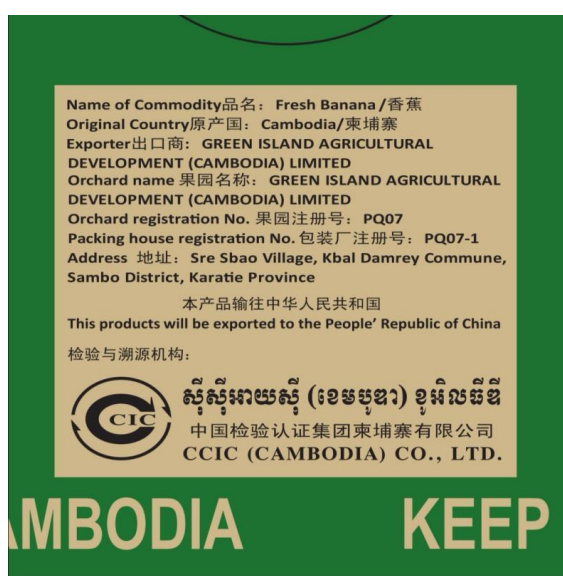 Name of Commodity品名：Fresh Banana/香蕉
Original Country原产国：Cambodia/柬埔寨
Exporter出口商：GREEN ISLAND AGRICULTURAL
DEVELOPMENT (CAMBODIA) LIMITED
Orchard name 果园名称：GREEN ISLAND AGRICULTURAL
DEVELOPMENT (CAMBODIA) LIMITED
Orchard registration No. 果园注册号：PQ07
Packing house registration No. 包装厂注册号：PQ07-1
Address 地址：Sre Sbao Village, Kbal Damrey Commune,
Sambo District, Karatie Province
本产品输往中华人民共和国
This products will be exported to the People’ Republic of China
检验与溯源机构：
CCIC
ស៊ីស៊ីអាយស៊ី (ខេមបូឌា) ខូអិលធីឌី
中国检验认证集团柬埔寨有限公司
CCIC (CAMBODIA) CO., LTD.
AMBODIA KEEP